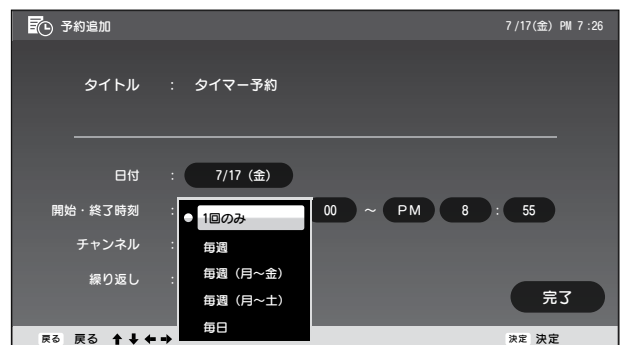 予約追加 7/17(金) PM 7:26
タイトル : タイマー予約
日付 : 7/17 (金)
開始・終了時刻 : 00 ～ PM 8 : 55
チャンネル :
繰り返し :
1回のみ
毎週
毎週（月～金）
毎週（月～土）
毎日
完了
戻る 戻る ↑↓←→ 決定 決定